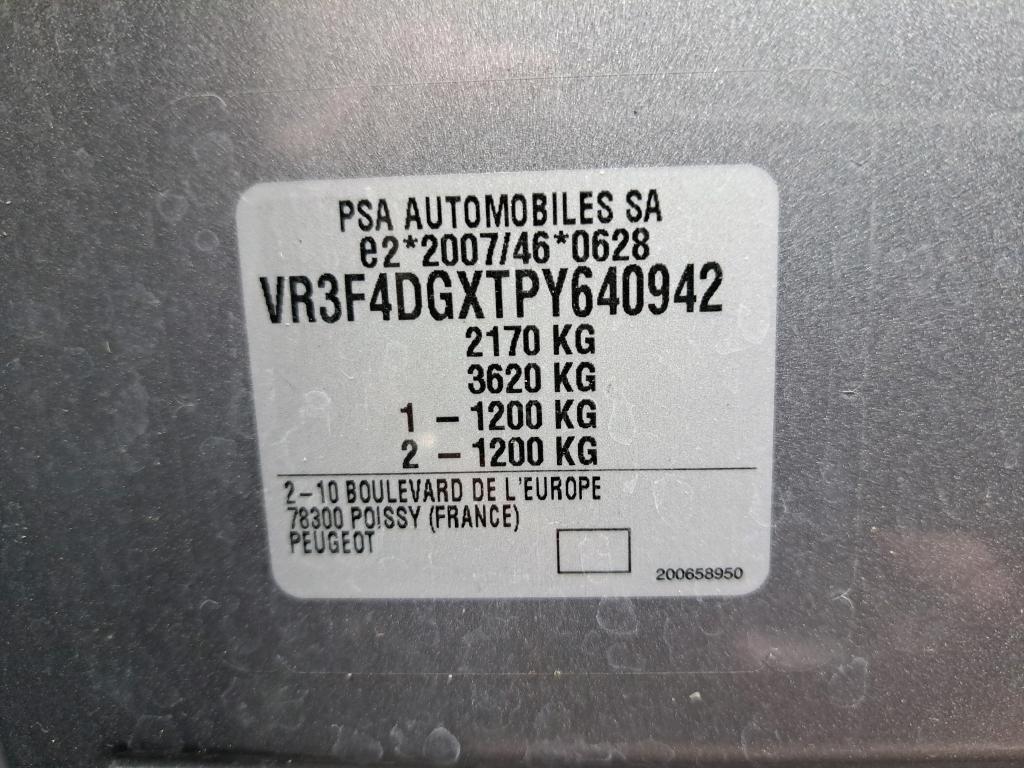 PSA AUTOMOBILES SA
e2*2007/46*0628
VR3F4DGXTPY640942
2170 KG
3620 KG
1 – 1200 KG
2 – 1200 KG
2–10 BOULEVARD DE L'EUROPE
78300 POISSY (FRANCE)
PEUGEOT
200658950